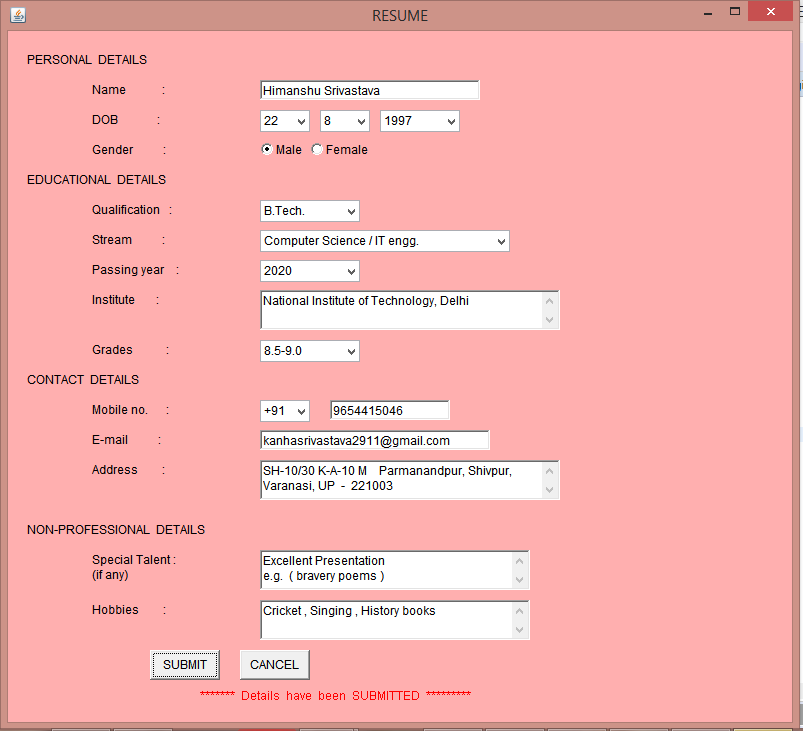 RESUME
PERSONAL DETAILS
Name :
Himanshu Srivastava
DOB :
22 8 1997
Gender :
Male Female
EDUCATIONAL DETAILS
Qualification :
B.Tech.
Stream :
Computer Science / IT engg.
Passing year :
2020
Institute :
National Institute of Technology, Delhi
Grades :
8.5-9.0
CONTACT DETAILS
Mobile no. :
+91 9654415046
E-mail :
kanhasrivastava2911@gmail.com
Address :
SH-10/30 K-A-10 M Parmanandpur, Shivpur,
Varanasi, UP - 221003
NON-PROFESSIONAL DETAILS
Special Talent :
(if any)
Excellent Presentation
e.g. ( bravery poems )
Hobbies :
Cricket , Singing , History books
SUBMIT CANCEL
******* Details have been SUBMITTED *********